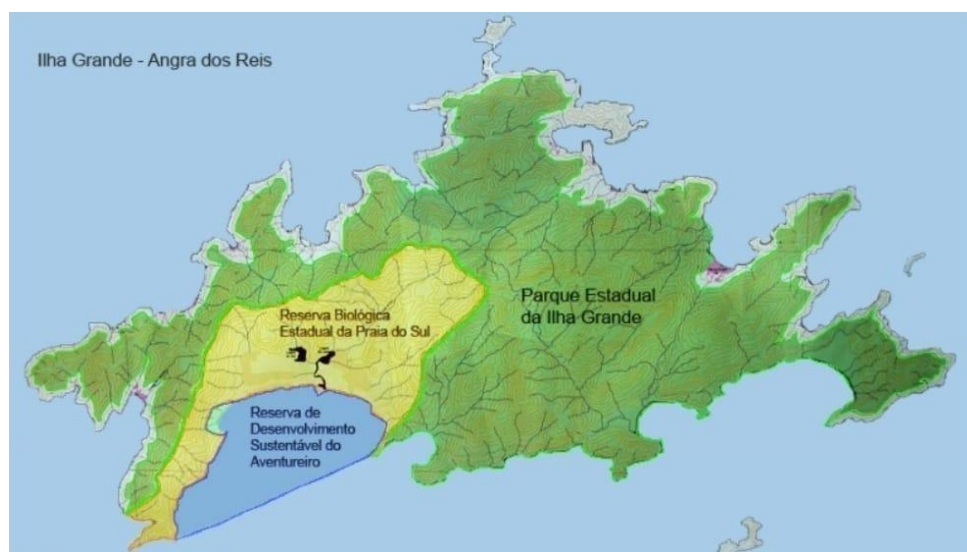 Ilha Grande - Angra dos Reis
Parque Estadual
da Ilha Grande
Reserva Biológica
Estadual da Praia do Sul
Reserva de
Desenvolvimento
Sustentável do
Aventureiro